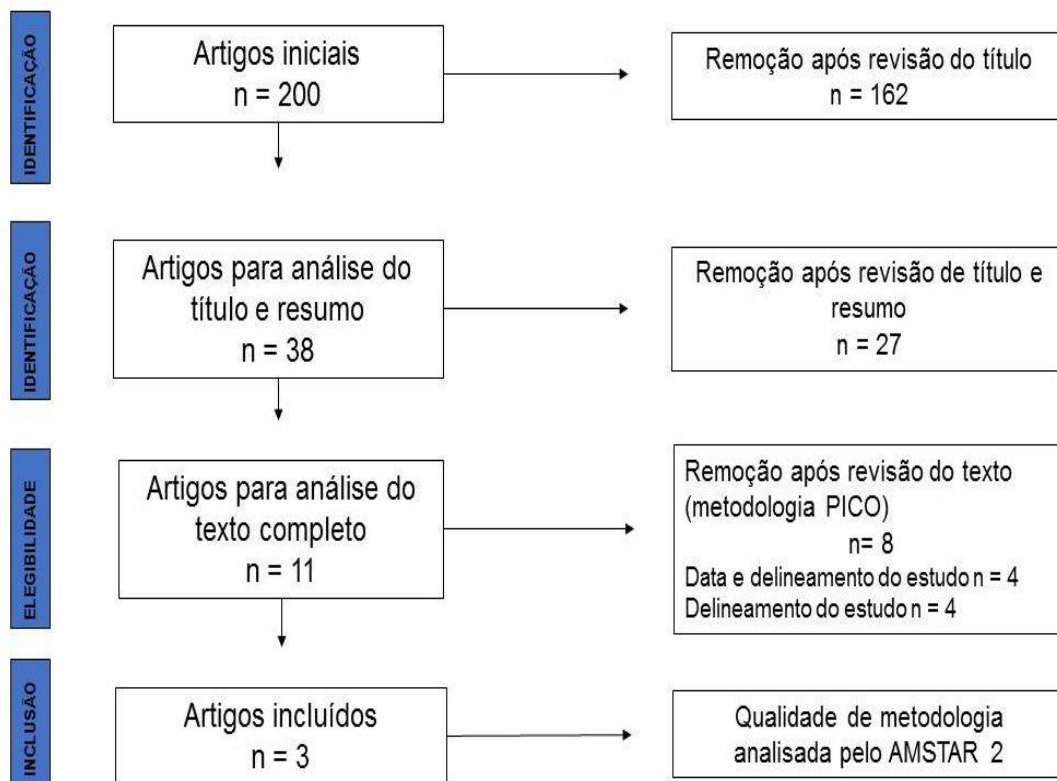 IDENTIFICAÇÃO
Artigos iniciais
n = 200
Remoção após revisão do título
n = 162
IDENTIFICAÇÃO
Artigos para análise do
título e resumo
n = 38
Remoção após revisão de título e
resumo
n = 27
ELEGIBILIDADE
Artigos para análise do
texto completo
n = 11
Remoção após revisão do texto
(metodologia PICO)
n= 8
Data e delineamento do estudo n = 4
Delineamento do estudo n = 4
INCLUSÃO
Artigos incluídos
n = 3
Qualidade de metodologia
analisada pelo AMSTAR 2